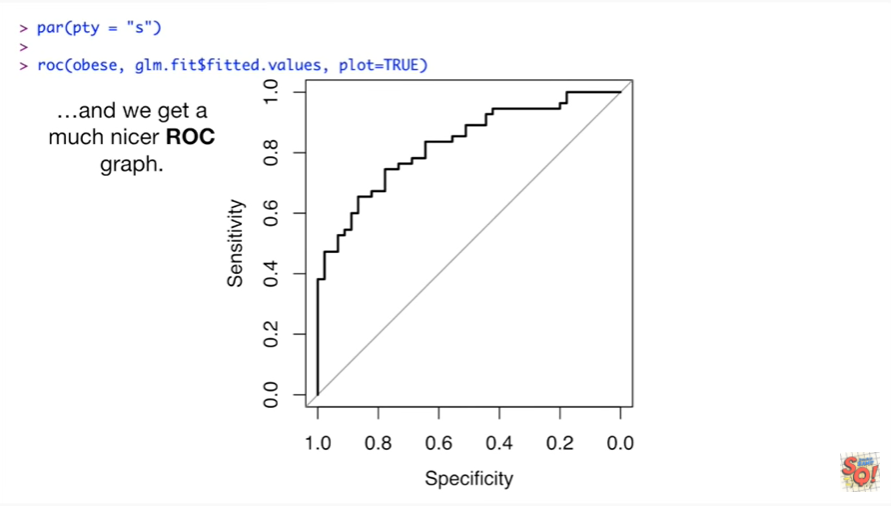 > par(pty = "s")
>
> roc(obese, glm.fit$fitted.values, plot=TRUE)
…and we get a
much nicer ROC
graph.
Sensitivity
1.0
0.8
0.6
0.4
0.2
0.0
1.0 0.8 0.6 0.4 0.2 0.0
Specificity
SQ!